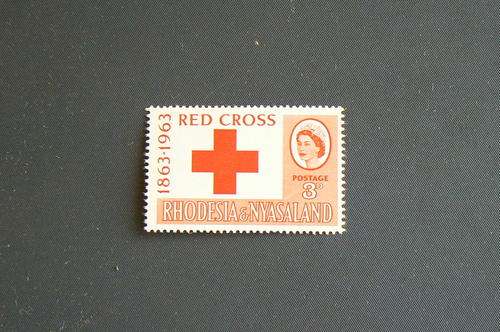 1863-1963
RED CROSS
POSTAGE
3D
RHODESIA & NYASALAND